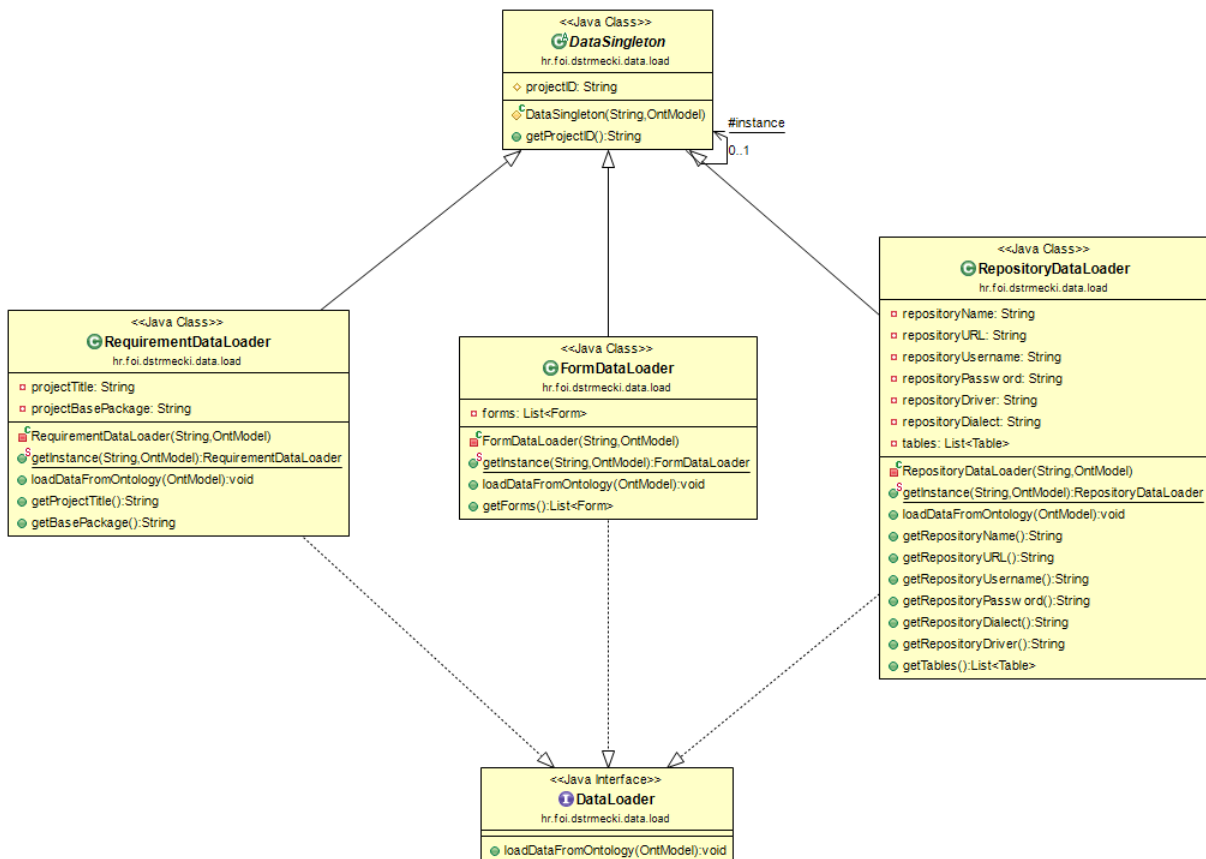 <<Java Class>>
DataSingleton
hr.foi.dstrmecki.data.load
projectID: String
DataSingleton(String,OntModel)
getProjectID():String
#instance
0..1
<<Java Class>>
RequirementDataLoader
hr.foi.dstrmecki.data.load
projectTitle: String
projectBasePackage: String
RequirementDataLoader(String,OntModel)
getInstance(String,OntModel):RequirementDataLoader
loadDataFromOntology(OntModel):void
getProjectTitle():String
getBasePackage():String
<<Java Class>>
FormDataLoader
hr.foi.dstrmecki.data.load
forms: List<Form>
FormDataLoader(String,OntModel)
getInstance(String,OntModel):FormDataLoader
loadDataFromOntology(OntModel):void
getForms():List<Form>
<<Java Class>>
RepositoryDataLoader
hr.foi.dstrmecki.data.load
repositoryName: String
repositoryURL: String
repositoryUsername: String
repositoryPassword: String
repositoryDriver: String
repositoryDialect: String
tables: List<Table>
RepositoryDataLoader(String,OntModel)
getInstance(String,OntModel):RepositoryDataLoader
loadDataFromOntology(OntModel):void
getRepositoryName():String
getRepositoryURL():String
getRepositoryUsername():String
getRepositoryPassword():String
getRepositoryDialect():String
getRepositoryDriver():String
getTables():List<Table>
<<Java Interface>>
DataLoader
hr.foi.dstrmecki.data.load
loadDataFromOntology(OntModel):void